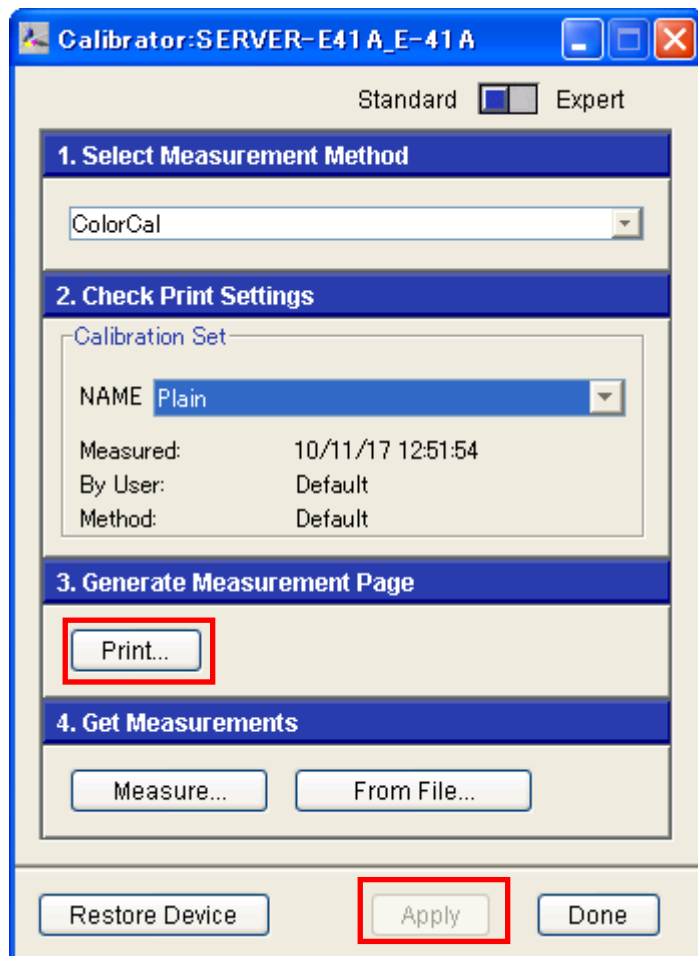 Calibrator:SERVER-E41A_E-41A
Standard Expert
1. Select Measurement Method
ColorCal
2. Check Print Settings
Calibration Set
NAME Plain
Measured: 10/11/17 12:51:54
By User: Default
Method: Default
3. Generate Measurement Page
Print...
4. Get Measurements
Measure... From File...
Restore Device Apply Done